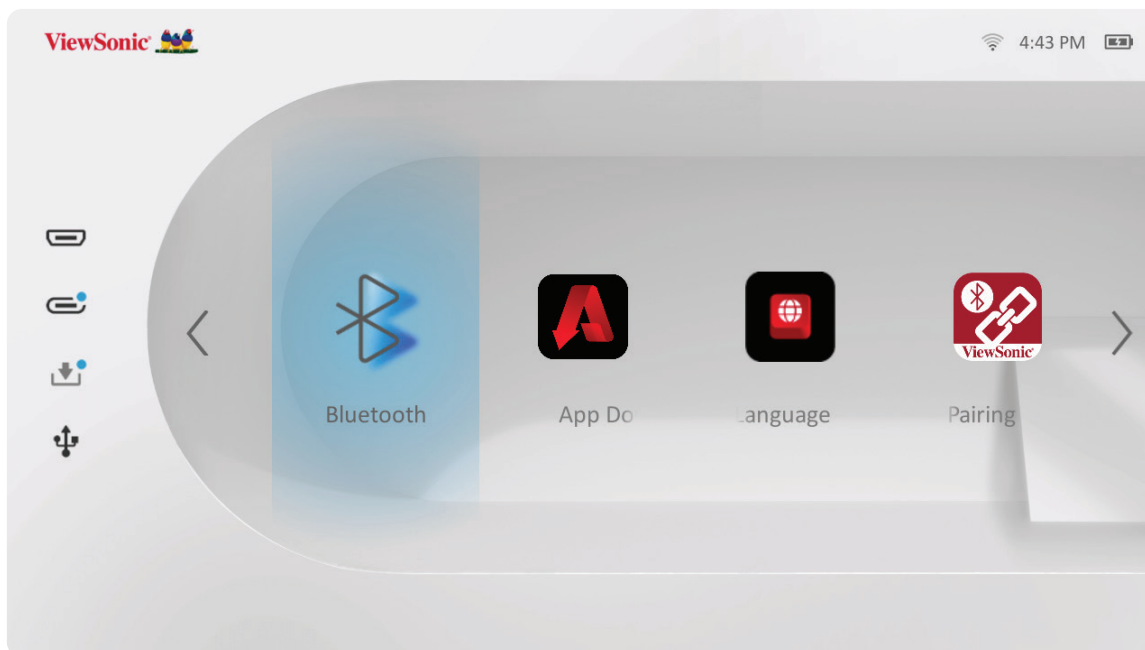 ViewSonic
4:43 PM
ViewSonic
Bluetooth
App Do
Language
Pairing